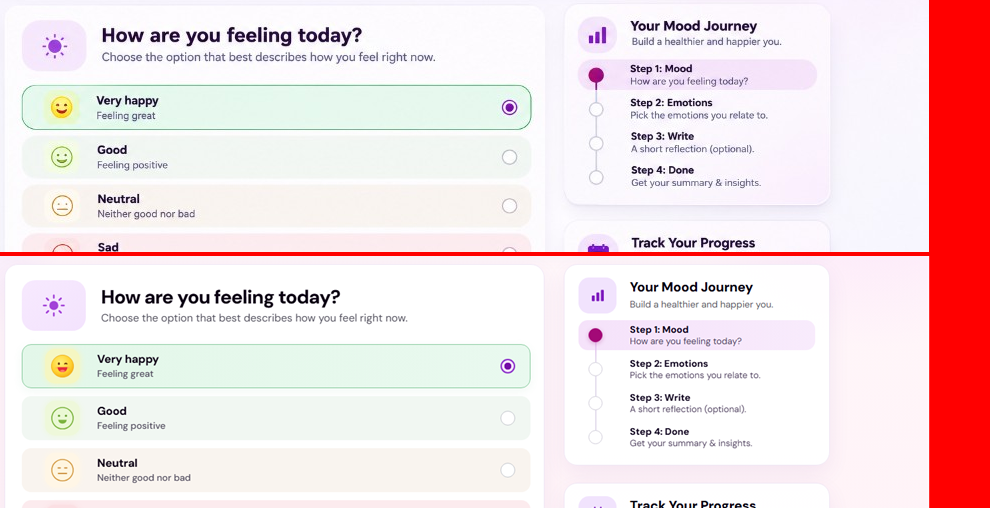 How are you feeling today?
Choose the option that best describes how you feel right now.
Very happy
Feeling great
Good
Feeling positive
Neutral
Neither good nor bad
Sad
Your Mood Journey
Build a healthier and happier you.
Step 1: Mood
How are you feeling today?
Step 2: Emotions
Pick the emotions you relate to.
Step 3: Write
A short reflection (optional).
Step 4: Done
Get your summary & insights.
Track Your Progress
How are you feeling today?
Choose the option that best describes how you feel right now.
Very happy
Feeling great
Good
Feeling positive
Neutral
Neither good nor bad
Your Mood Journey
Build a healthier and happier you.
Step 1: Mood
How are you feeling today?
Step 2: Emotions
Pick the emotions you relate to.
Step 3: Write
A short reflection (optional).
Step 4: Done
Get your summary & insights.
Track Your Progress